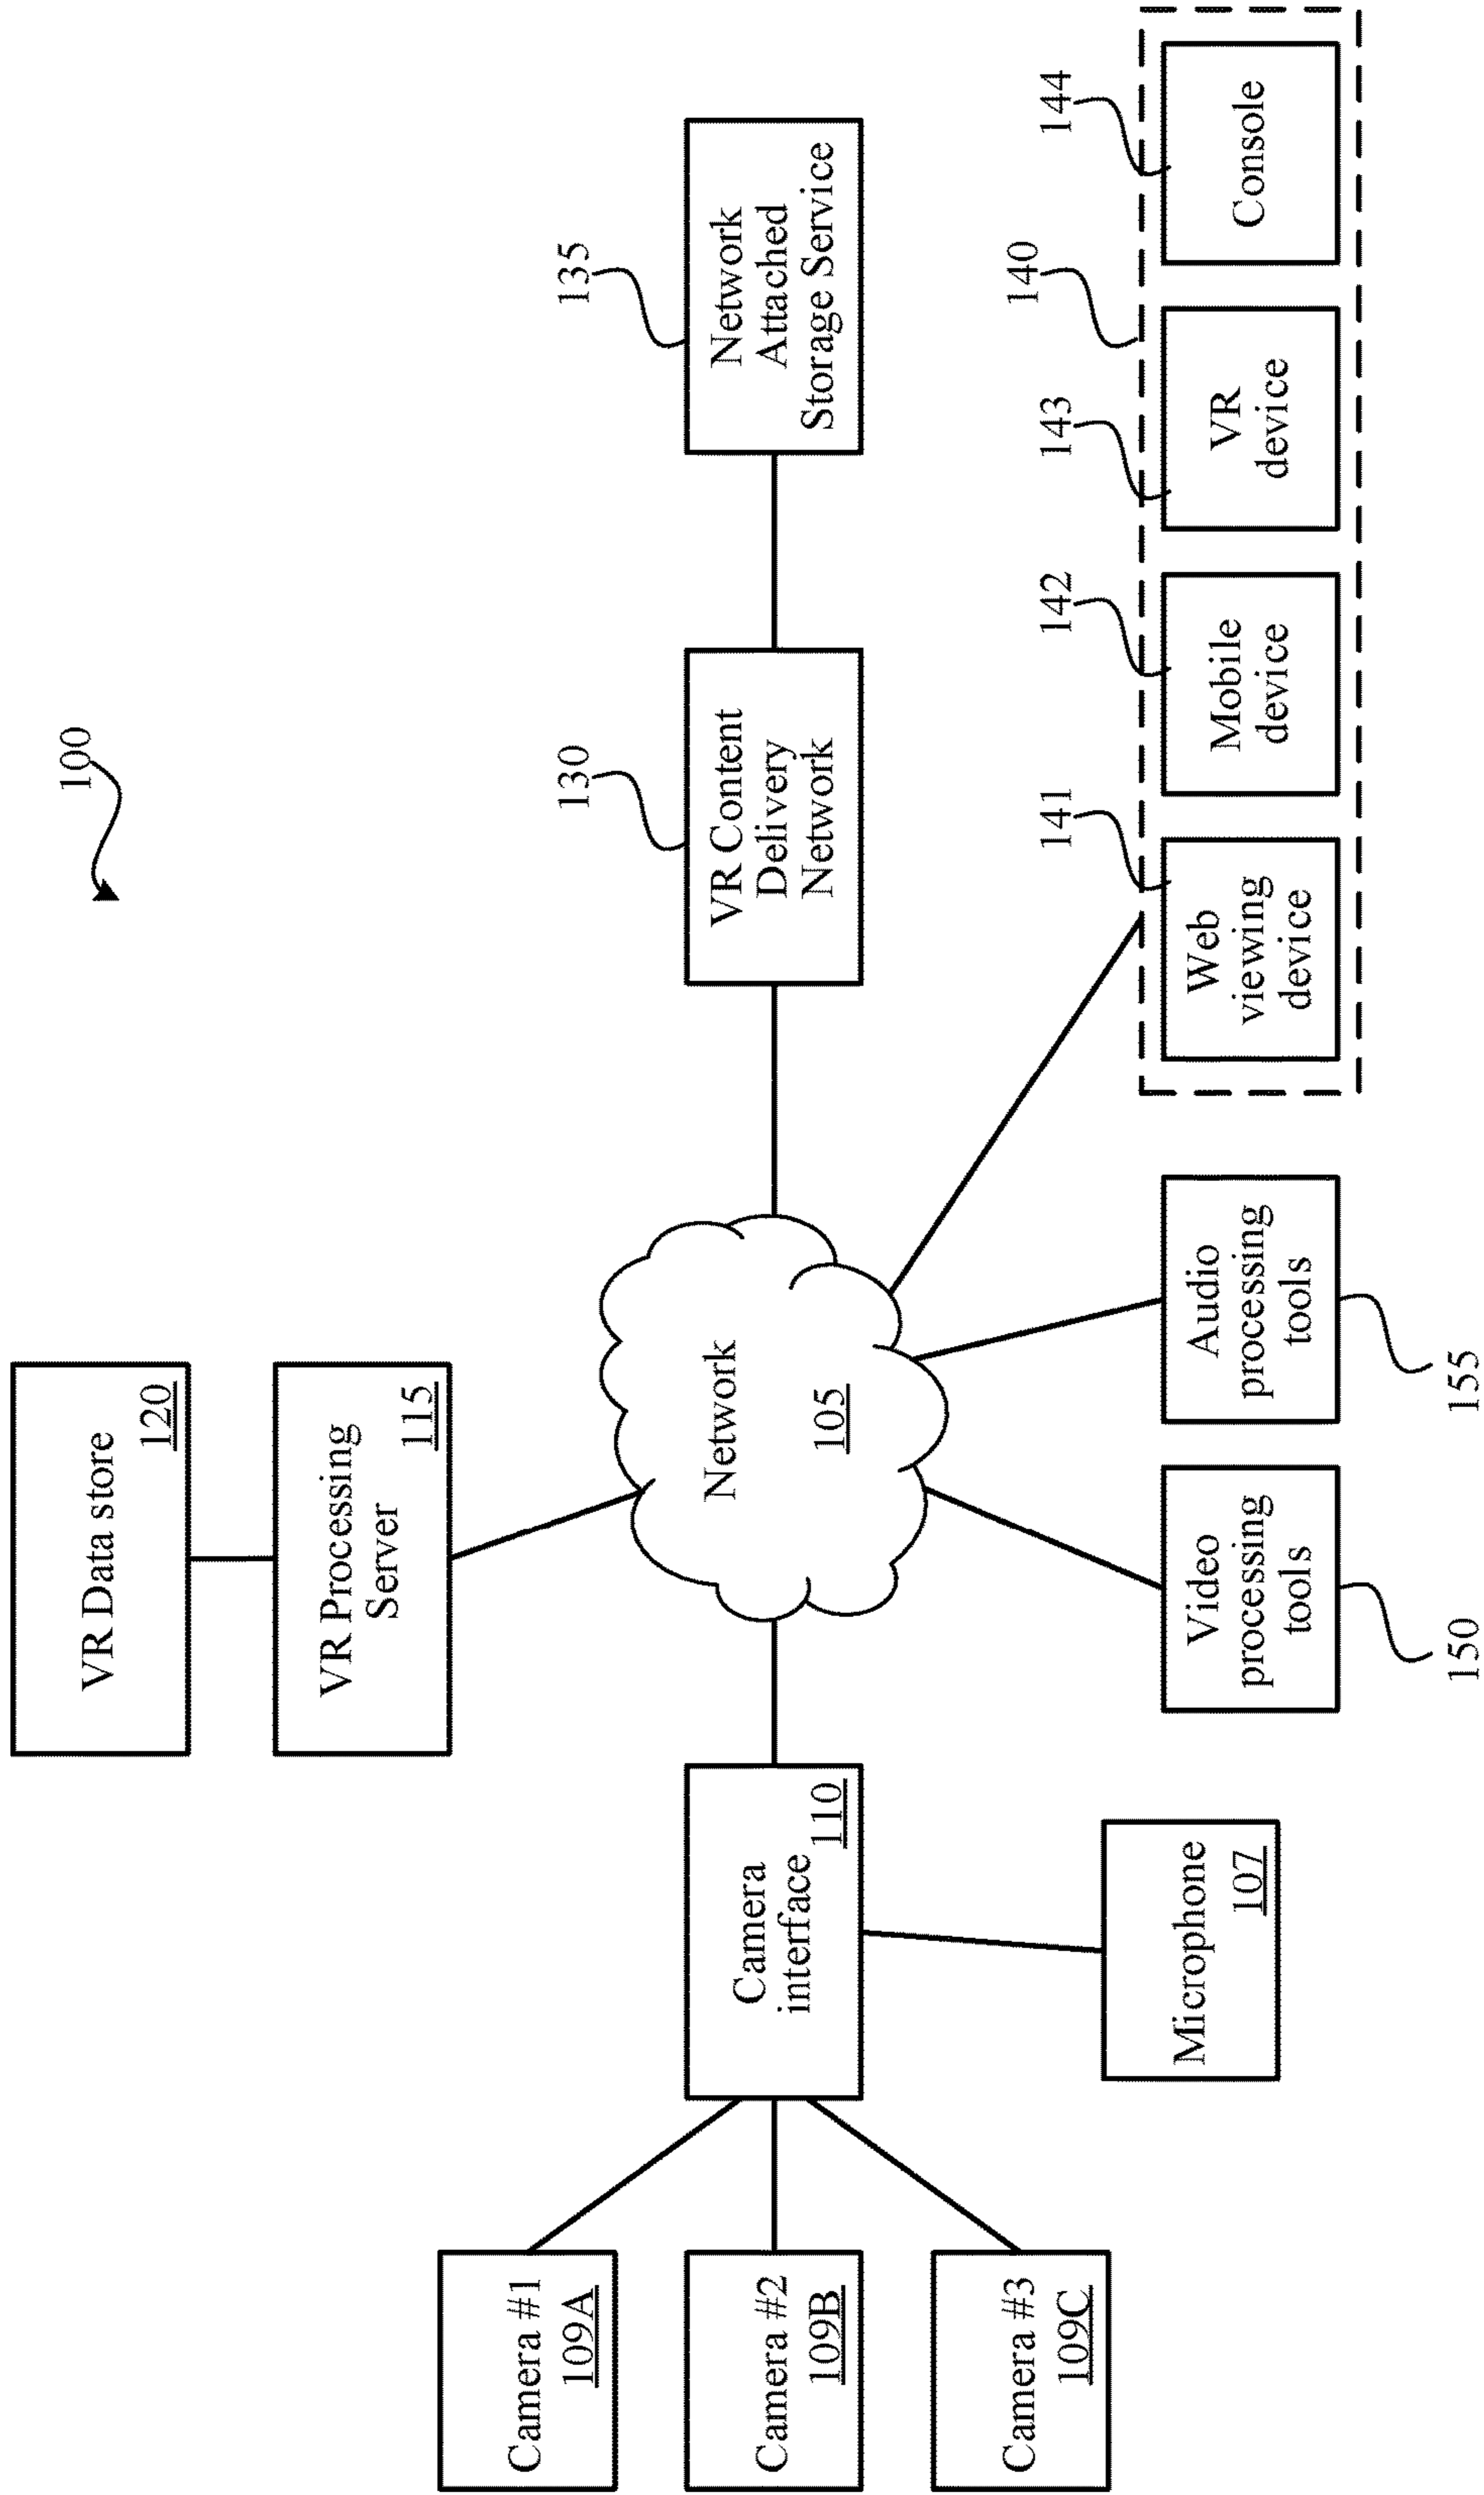 100
VR Data store
120
VR Processing
Server
115
Camera #1
109A
Camera #2
109B
Camera #3
109C
Camera
interface
110
Microphone
107
Network
105
130
VR Content
Delivery
Network
135
Network
Attached
Storage Service
Video
processing
tools
150
Audio
processing
tools
155
140
141
Web
viewing
device
142
Mobile
device
143
VR
device
144
Console